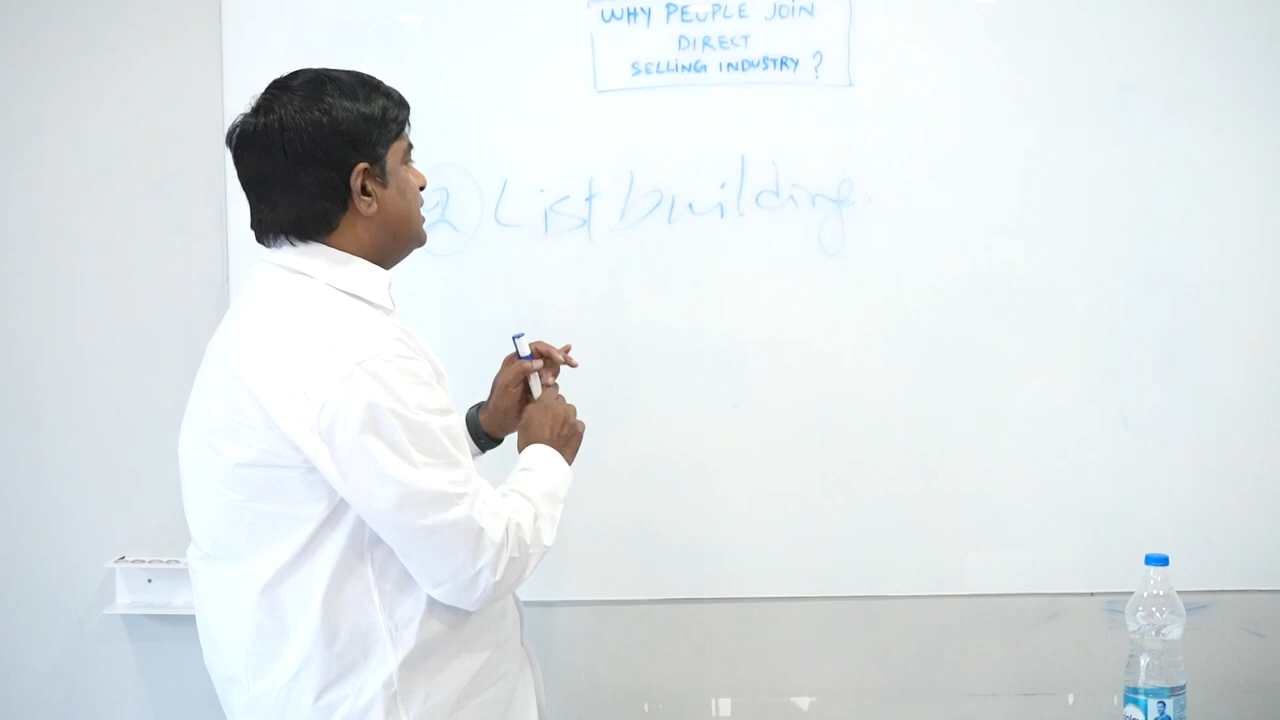 WHY PEUPLE JOIN
DIRECT
SELLING INDUSTRY ?
2 List building.